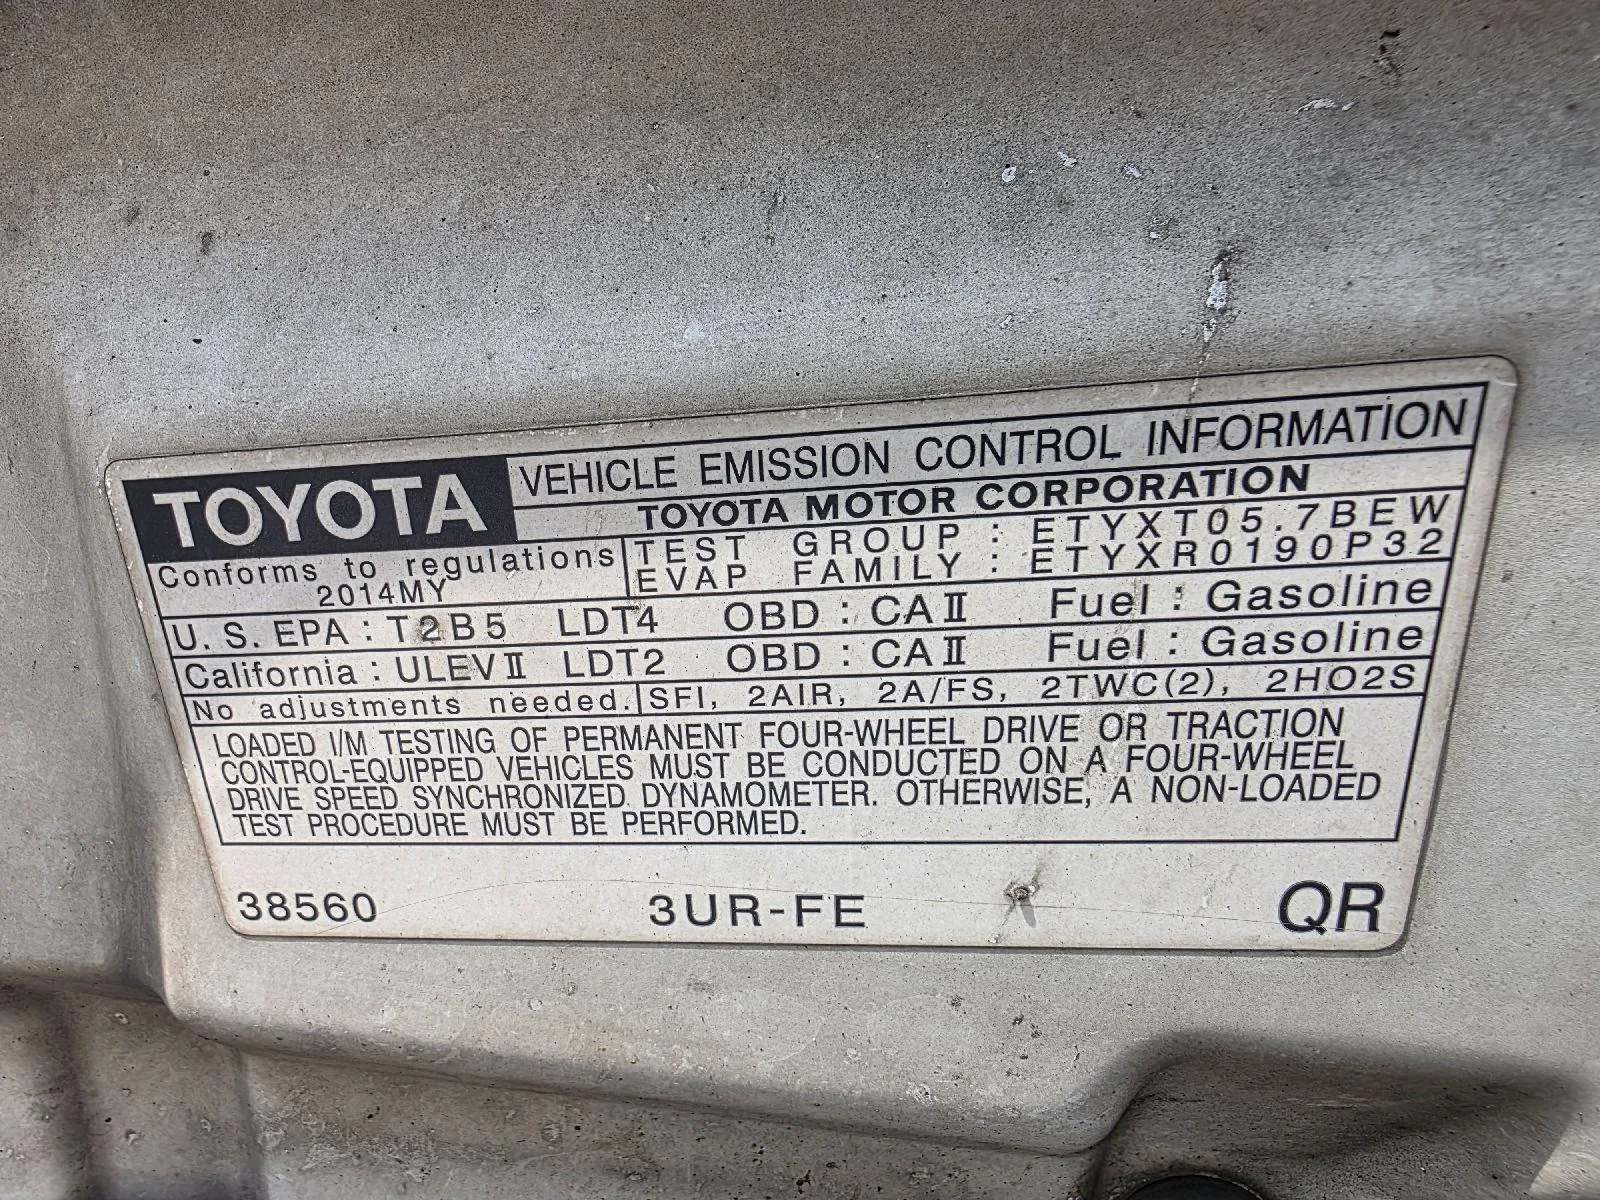 TOYOTA VEHICLE EMISSION CONTROL INFORMATION
TOYOTA MOTOR CORPORATION
Conforms to regulations
2014MY
TEST GROUP : ETYXT05.7BEW
EVAP FAMILY : ETYXR0190P32
U.S. EPA : T2B5 LDT4 OBD : CAⅡ Fuel : Gasoline
California : ULEVⅡ LDT2 OBD : CAⅡ Fuel : Gasoline
No adjustments needed. SFI, 2AIR, 2A/FS, 2TWC(2), 2HO2S
LOADED I/M TESTING OF PERMANENT FOUR-WHEEL DRIVE OR TRACTION
CONTROL-EQUIPPED VEHICLES MUST BE CONDUCTED ON A FOUR-WHEEL
DRIVE SPEED SYNCHRONIZED DYNAMOMETER. OTHERWISE, A NON-LOADED
TEST PROCEDURE MUST BE PERFORMED.
38560 3UR-FE QR